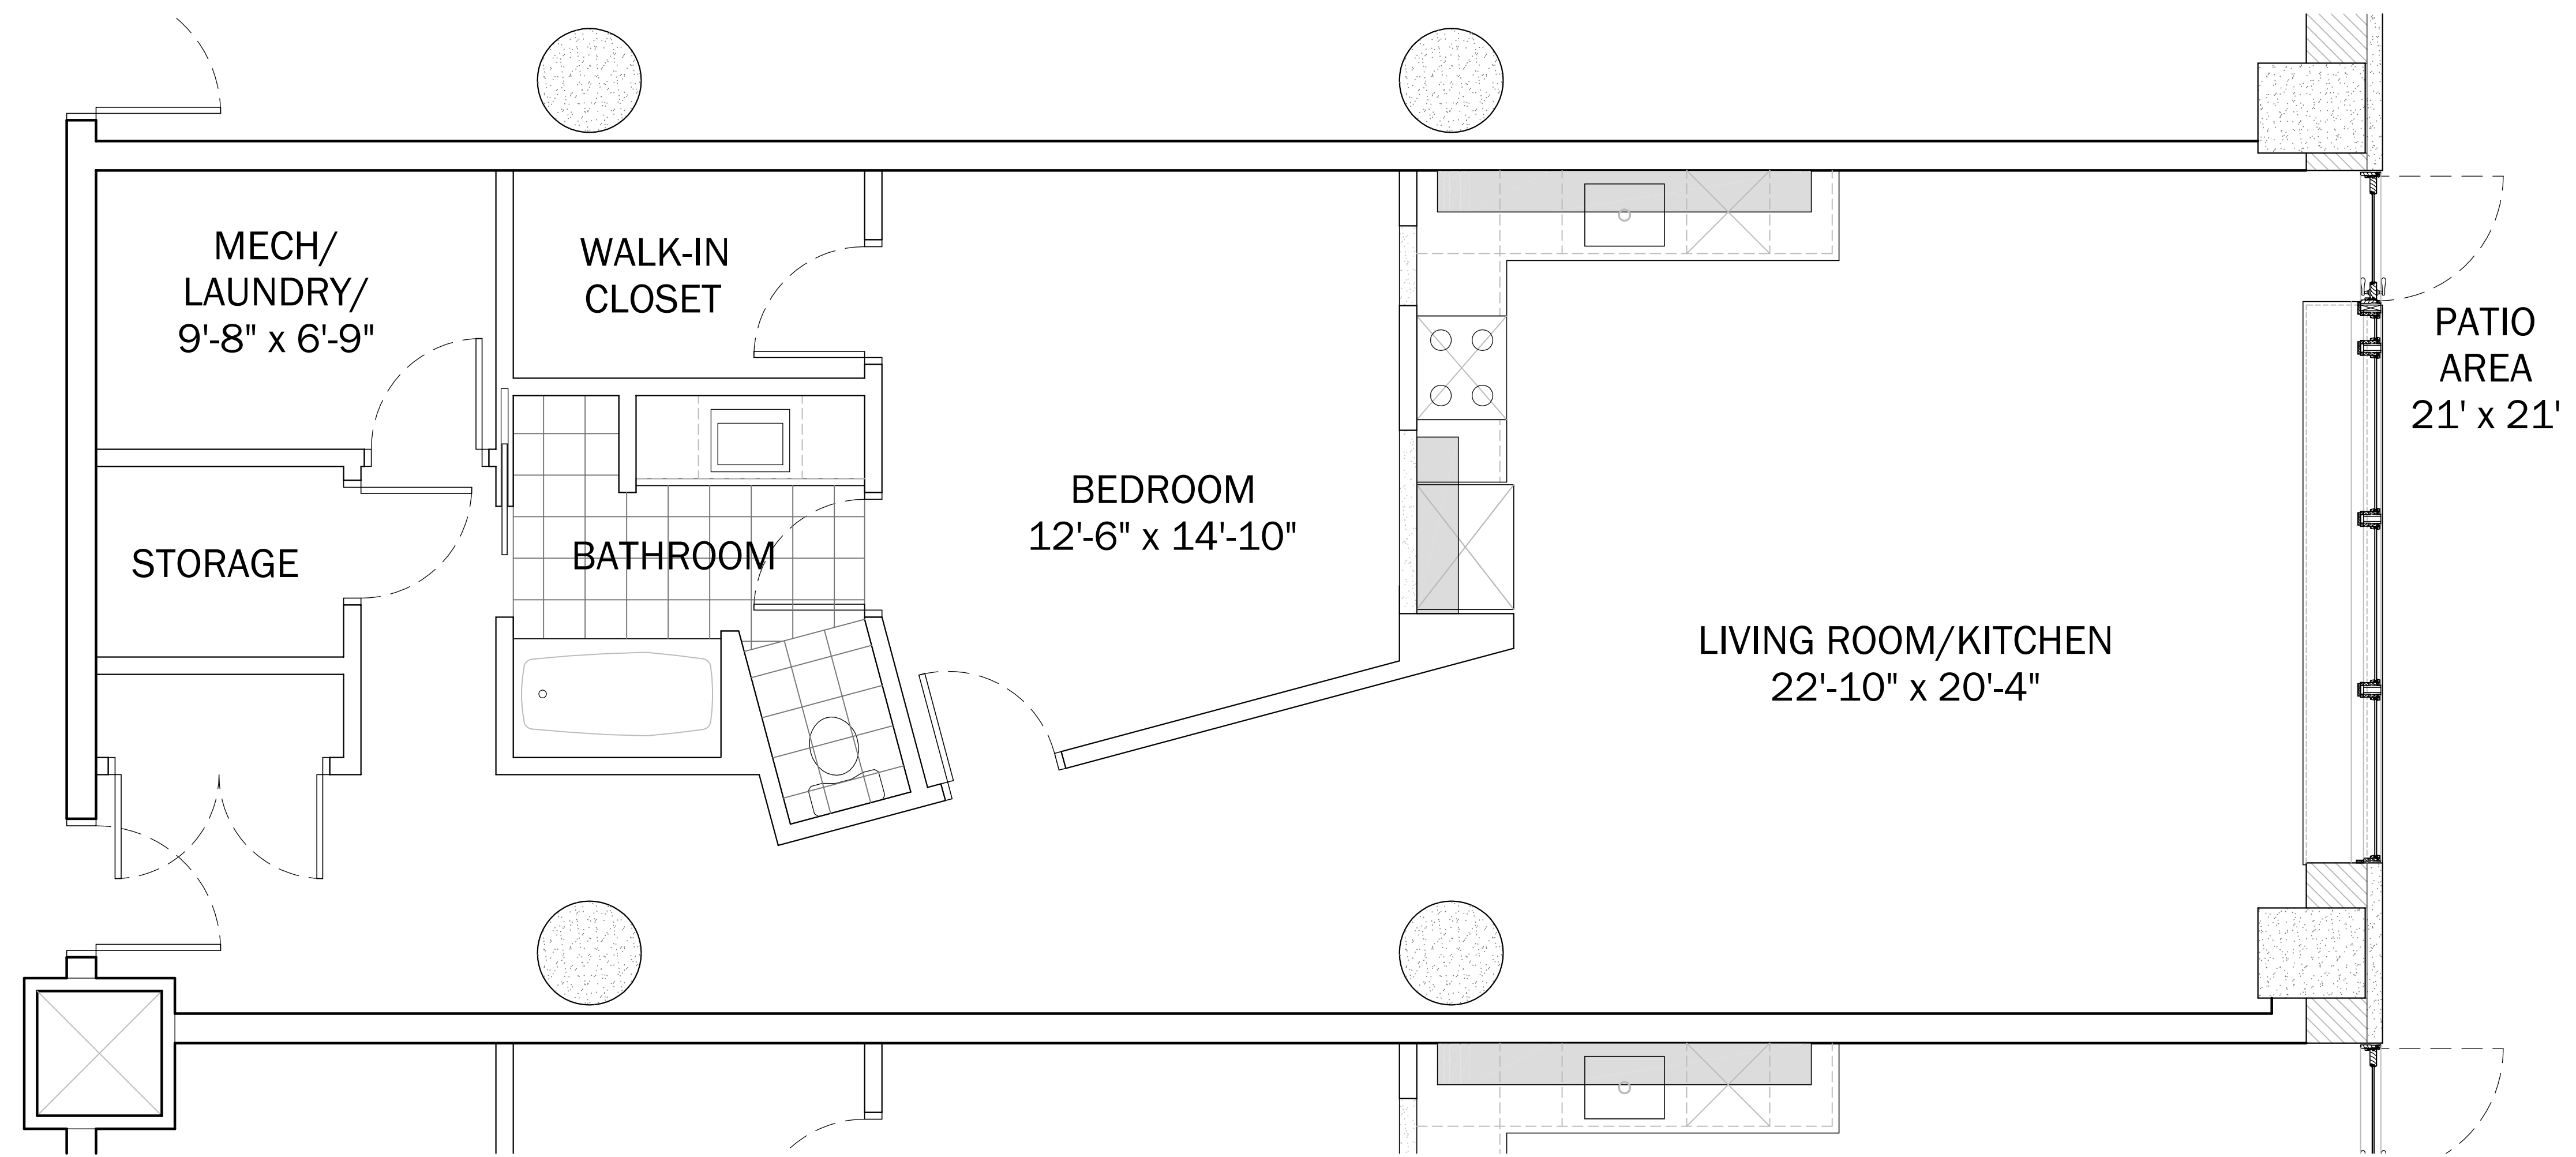 MECH/
LAUNDRY/
9'-8" x 6'-9"
WALK-IN
CLOSET
STORAGE
BATHROOM
BEDROOM
12'-6" x 14'-10"
LIVING ROOM/KITCHEN
22'-10" x 20'-4"
PATIO
AREA
21' x 21'